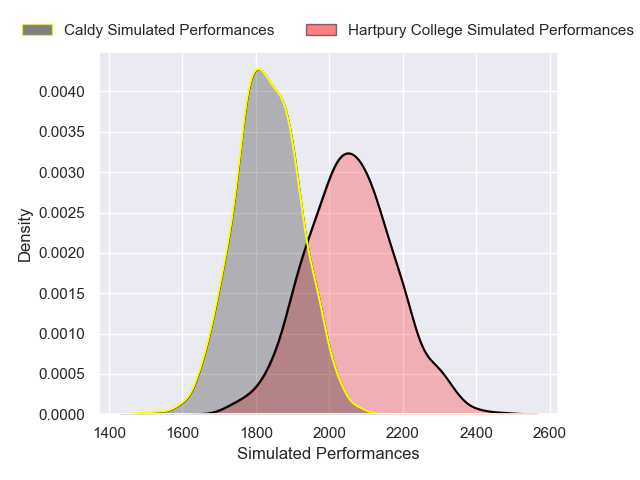 Caldy Simulated Performances Hartpury College Simulated Performances
0.0040
0.0035
0.0030
0.0025
0.0020
0.0015
0.0010
0.0005
0.0000
Density
1400 1600 1800 2000 2200 2400 2600
Simulated Performances